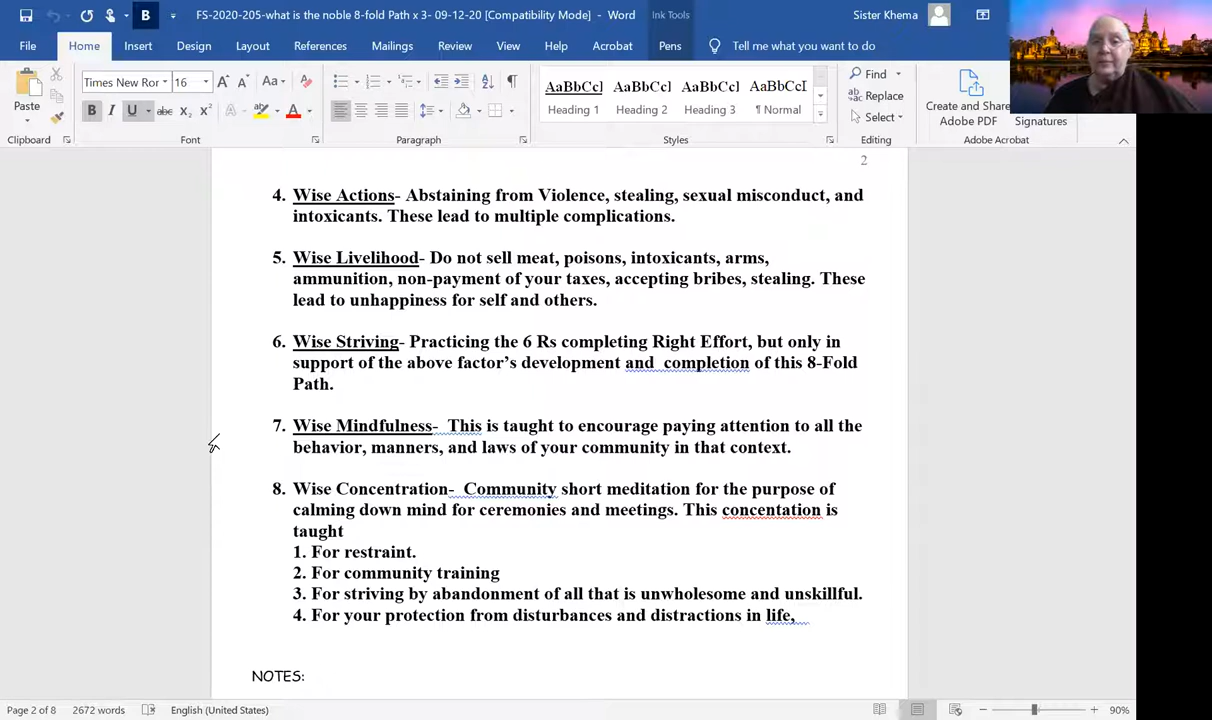 FS-2020-205-what is the noble 8-fold Path x 3- 09-12-20 [Compatibility Mode] - Word
Ink Tools
Sister Khema
File Home Insert Design Layout References Mailings Review View Help Acrobat Pens Tell me what you want to do
Times New Ror 16
Paste
AaBbCcI AaBbCcI AaBbCcI AaBbCcI
Heading 1 Heading 2 Heading 3 ¶ Normal
Find
Replace
Select
Create and Share
Adobe PDF
Signatures
Clipboard Font Paragraph Styles Editing Adobe Acrobat
2
4. Wise Actions- Abstaining from Violence, stealing, sexual misconduct, and
intoxicants. These lead to multiple complications.
5. Wise Livelihood- Do not sell meat, poisons, intoxicants, arms,
ammunition, non-payment of your taxes, accepting bribes, stealing. These
lead to unhappiness for self and others.
6. Wise Striving- Practicing the 6 Rs completing Right Effort, but only in
support of the above factor's development and completion of this 8-Fold
Path.
7. Wise Mindfulness- This is taught to encourage paying attention to all the
behavior, manners, and laws of your community in that context.
8. Wise Concentration- Community short meditation for the purpose of
calming down mind for ceremonies and meetings. This concentation is
taught
1. For restraint.
2. For community training
3. For striving by abandonment of all that is unwholesome and unskillful.
4. For your protection from disturbances and distractions in life,
NOTES:
Page 2 of 8 2672 words English (United States) 90%